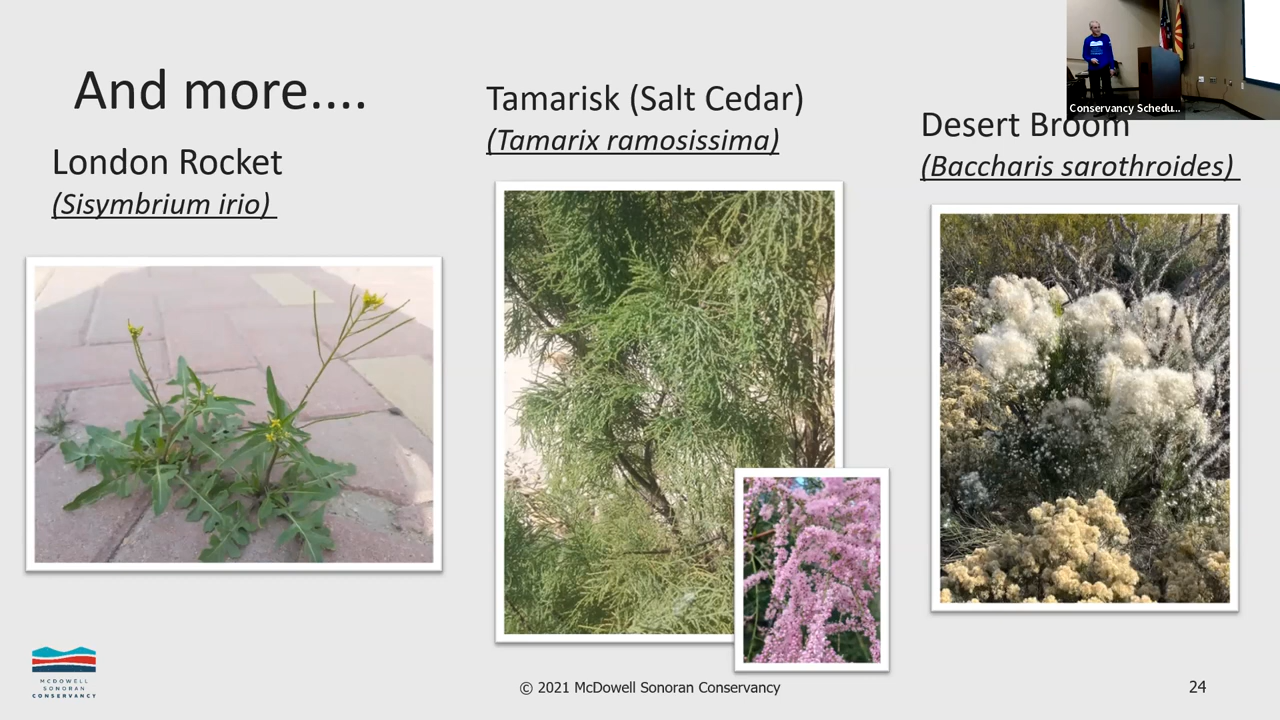 And more....
London Rocket
(Sisymbrium irio)
Tamarisk (Salt Cedar)
(Tamarix ramosissima)
Desert Broom
(Baccharis sarothroides)
Conservancy Schedu...
MCDOWELL
SONORAN
CONSERVANCY
© 2021 McDowell Sonoran Conservancy
24